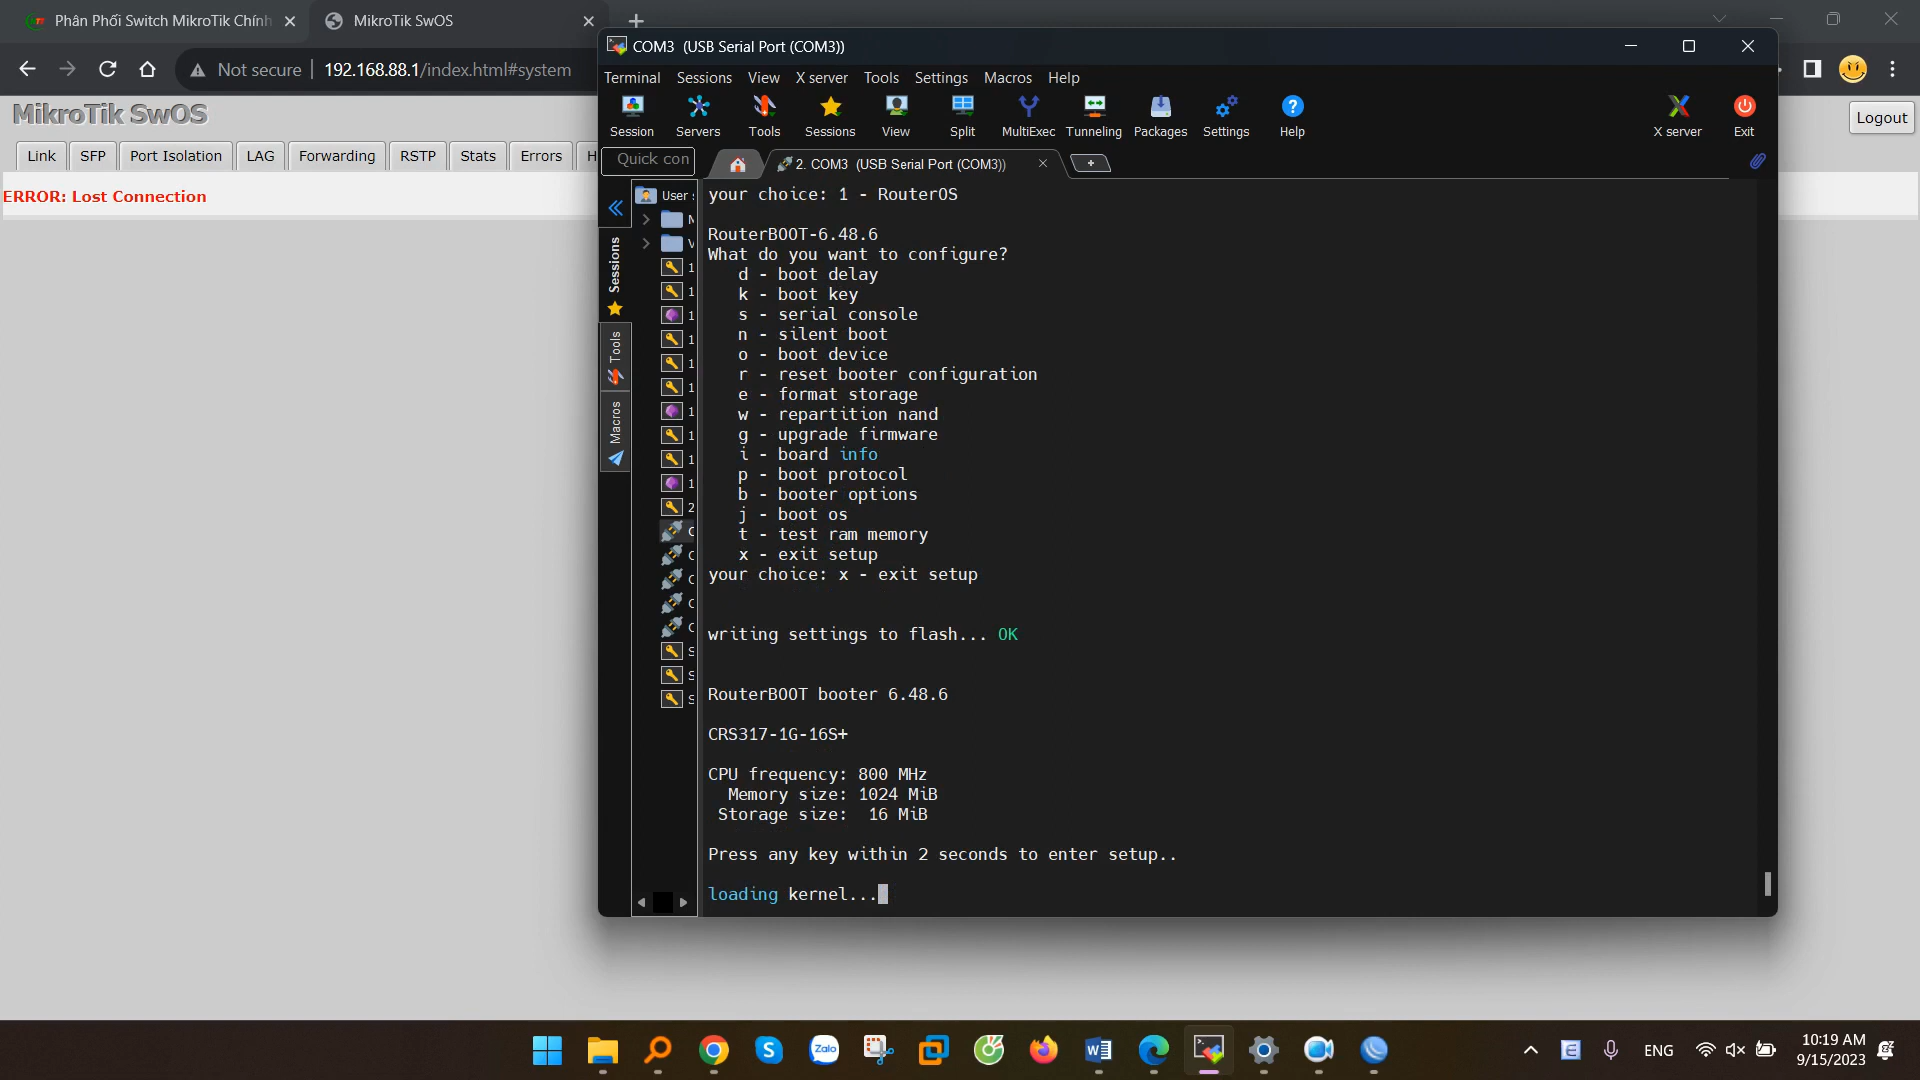 Phân Phối Switch MikroTik Chính
MikroTik SwOS
Not secure
192.168.88.1/index.html#system
MikroTik SwOS
Logout
Link
SFP
Port Isolation
LAG
Forwarding
RSTP
Stats
Errors
H
ERROR: Lost Connection
COM3 (USB Serial Port (COM3))
Terminal
Sessions
View
X server
Tools
Settings
Macros
Help
Session
Servers
Tools
Sessions
View
Split
MultiExec
Tunneling
Packages
Settings
Help
X server
Exit
Quick con
2. COM3 (USB Serial Port (COM3))
User
Sessions
Tools
Macros
your choice: 1 - RouterOS
RouterBOOT-6.48.6
What do you want to configure?
d - boot delay
k - boot key
s - serial console
n - silent boot
o - boot device
r - reset booter configuration
e - format storage
w - repartition nand
g - upgrade firmware
i - board info
p - boot protocol
b - booter options
j - boot os
t - test ram memory
x - exit setup
your choice: x - exit setup
writing settings to flash... OK
RouterBOOT booter 6.48.6
CRS317-1G-16S+
CPU frequency: 800 MHz
Memory size: 1024 MiB
Storage size: 16 MiB
Press any key within 2 seconds to enter setup..
loading kernel...
Zalo
ENG
10:19 AM
9/15/2023